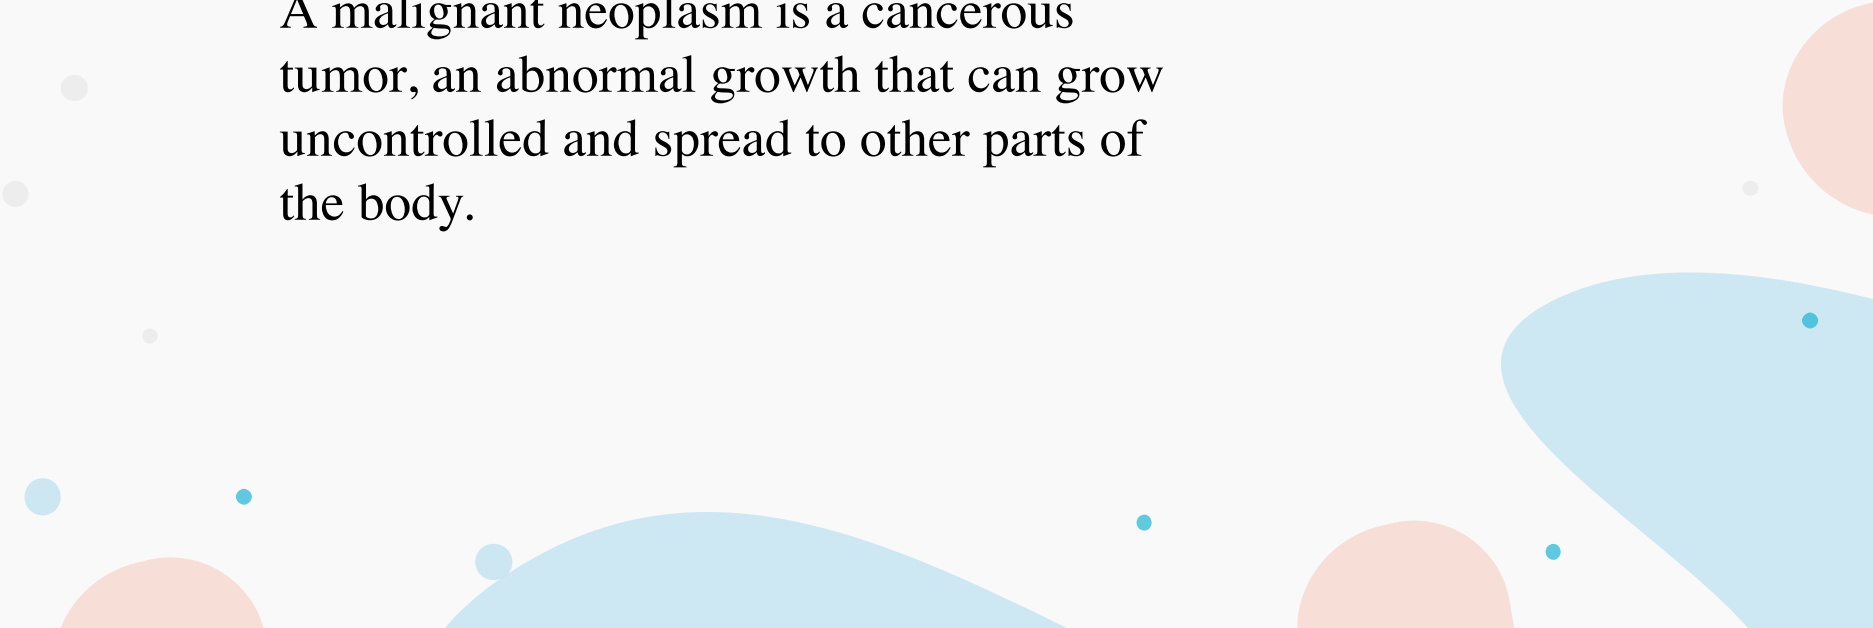 A malignant neoplasm is a cancerous
tumor, an abnormal growth that can grow
uncontrolled and spread to other parts of
the body.